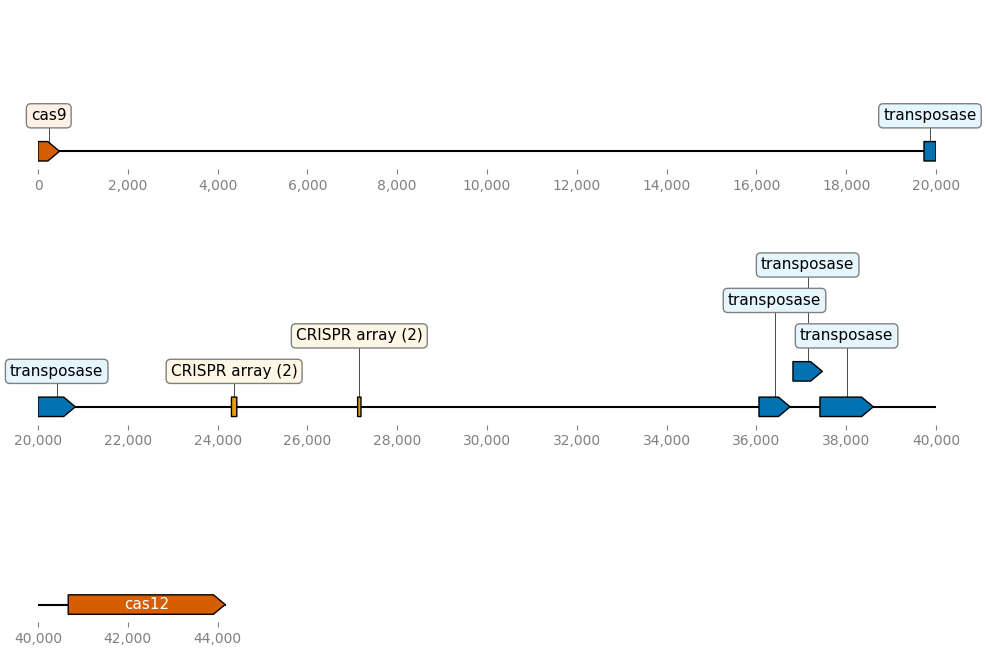 cas9
transposase
0 2,000 4,000 6,000 8,000 10,000 12,000 14,000 16,000 18,000 20,000
transposase
transposase
CRISPR array (2) transposase
transposase CRISPR array (2)
20,000 22,000 24,000 26,000 28,000 30,000 32,000 34,000 36,000 38,000 40,000
cas12
40,000 42,000 44,000